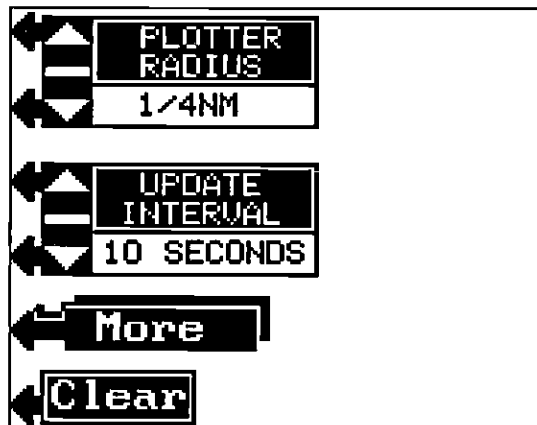 PLOTTER
RADIUS
1/4NM
UPDATE
INTERVAL
10 SECONDS
More
Clear